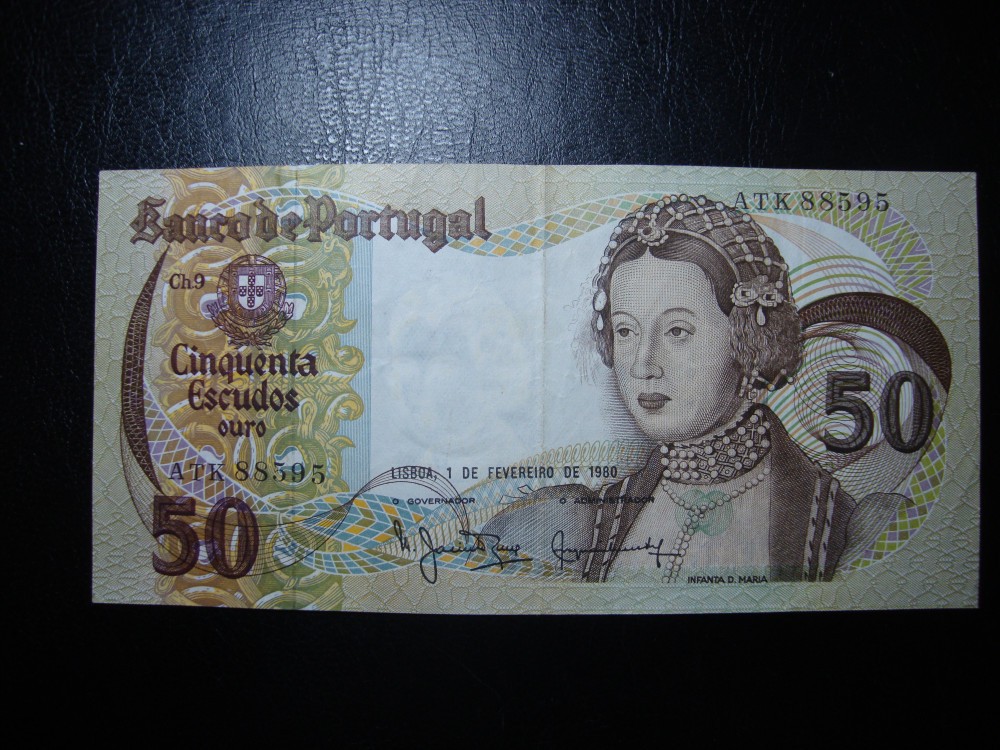 Banco de Portugal
ATK 88595
Ch.9
Cinquenta
Escudos
ouro
50
ATK 88595
LISBOA, 1 DE FEVEREIRO DE 1980
O GOVERNADOR O ADMINISTRADOR
50
INFANTA D. MARIA